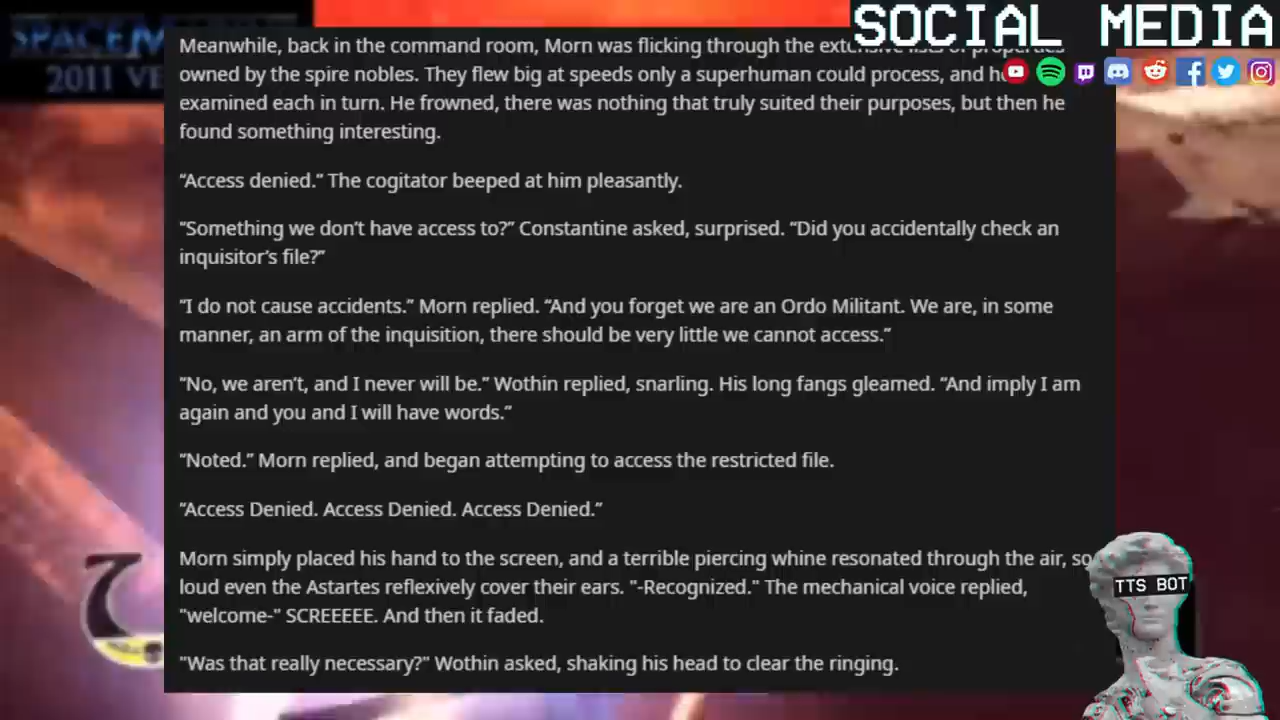 SOCIAL MEDIA
SPACEM
2011 VE
Meanwhile, back in the command room, Morn was flicking through the extensive lists of properties
owned by the spire nobles. They flew big at speeds only a superhuman could process, and he
examined each in turn. He frowned, there was nothing that truly suited their purposes, but then he
found something interesting.
“Access denied.” The cogitator beeped at him pleasantly.
“Something we don’t have access to?” Constantine asked, surprised. “Did you accidentally check an
inquisitor’s file?”
“I do not cause accidents.” Morn replied. “And you forget we are an Ordo Militant. We are, in some
manner, an arm of the inquisition, there should be very little we cannot access.”
“No, we aren’t, and I never will be.” Wothin replied, snarling. His long fangs gleamed. “And imply I am
again and you and I will have words.”
“Noted.” Morn replied, and began attempting to access the restricted file.
“Access Denied. Access Denied. Access Denied.”
Morn simply placed his hand to the screen, and a terrible piercing whine resonated through the air, so
loud even the Astartes reflexively cover their ears. "-Recognized." The mechanical voice replied,
"welcome-" SCREEEEE. And then it faded.
"Was that really necessary?" Wothin asked, shaking his head to clear the ringing.
TTS BOT